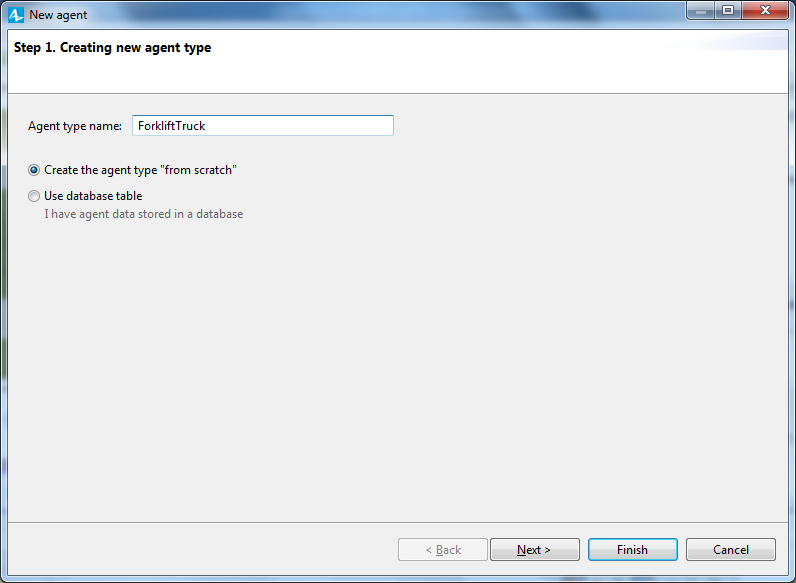 New agent
Step 1. Creating new agent type
Agent type name: ForkliftTruck
Create the agent type "from scratch"
Use database table
I have agent data stored in a database
< Back Next > Finish Cancel